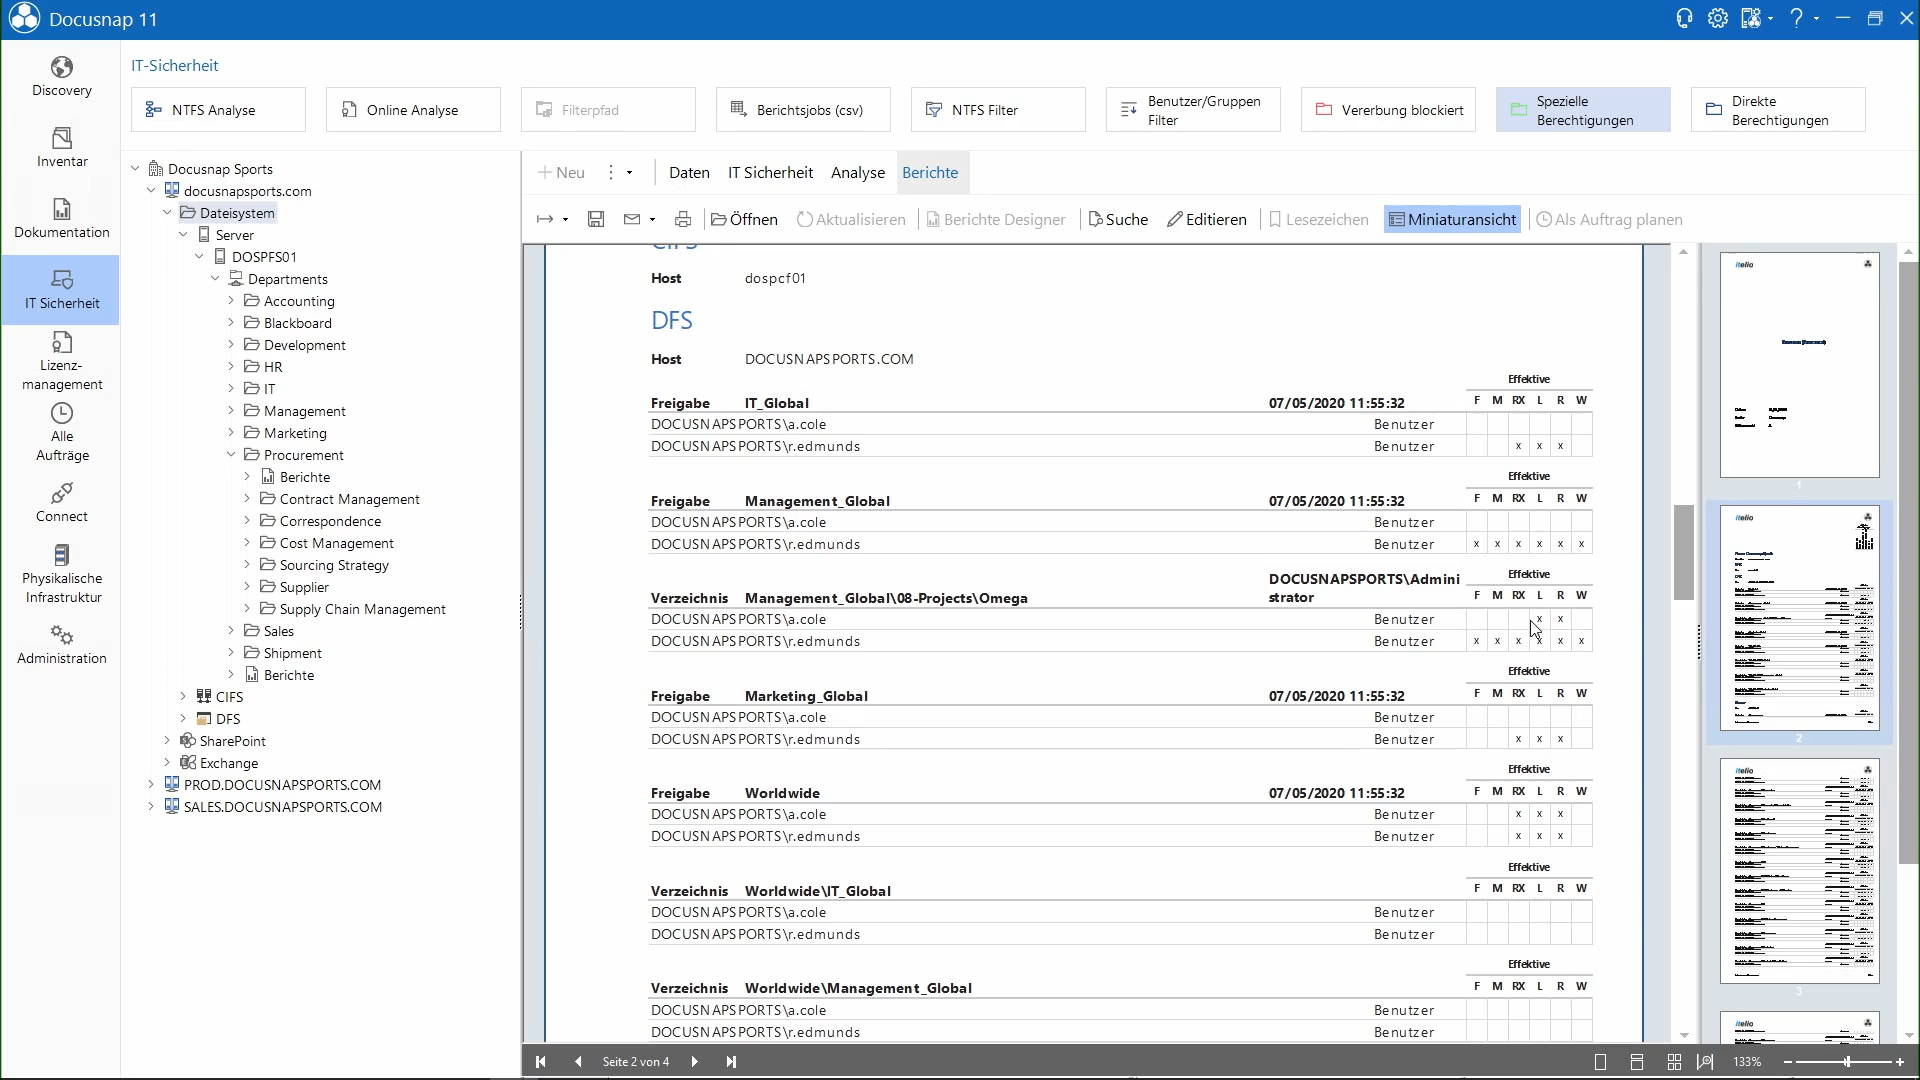 Docusnap 11
Discovery
Inventar
Dokumentation
IT Sicherheit
Lizenz-
management
Alle
Aufträge
Connect
Physikalische
Infrastruktur
Administration
IT-Sicherheit
NTFS Analyse
Online Analyse
Filterpfad
Berichtsjobs (csv)
NTFS Filter
Benutzer/Gruppen
Filter
Vererbung blockiert
Spezielle
Berechtigungen
Direkte
Berechtigungen
Docusnap Sports
docusnapsports.com
Dateisystem
Server
DOSPFS01
Departments
Accounting
Blackboard
Development
HR
IT
Management
Marketing
Procurement
Berichte
Contract Management
Correspondence
Cost Management
Sourcing Strategy
Supplier
Supply Chain Management
Sales
Shipment
Berichte
CIFS
DFS
SharePoint
Exchange
PROD.DOCUSNAPSPORTS.COM
SALES.DOCUSNAPSPORTS.COM
Neu Daten IT Sicherheit Analyse Berichte
Öffnen Aktualisieren Berichte Designer Suche Editieren Lesezeichen Miniaturansicht Als Auftrag planen
Host dospcf01
DFS
Host DOCUSNAPSPORTS.COM
Effektive
Freigabe IT_Global 07/05/2020 11:55:32 F M RX L R W
DOCUSNAPSPORTS\a.cole Benutzer
DOCUSNAPSPORTS\r.edmunds Benutzer x x x
Effektive
Freigabe Management_Global 07/05/2020 11:55:32 F M RX L R W
DOCUSNAPSPORTS\a.cole Benutzer
DOCUSNAPSPORTS\r.edmunds Benutzer x x x x x x
Effektive
DOCUSNAPSPORTS\Admini
Verzeichnis Management_Global\08-Projects\Omega strator F M RX L R W
DOCUSNAPSPORTS\a.cole Benutzer x x
DOCUSNAPSPORTS\r.edmunds Benutzer x x x x x x
Effektive
Freigabe Marketing_Global 07/05/2020 11:55:32 F M RX L R W
DOCUSNAPSPORTS\a.cole Benutzer
DOCUSNAPSPORTS\r.edmunds Benutzer x x x
Effektive
Freigabe Worldwide 07/05/2020 11:55:32 F M RX L R W
DOCUSNAPSPORTS\a.cole Benutzer x x x
DOCUSNAPSPORTS\r.edmunds Benutzer x x x
Effektive
Verzeichnis Worldwide\IT_Global F M RX L R W
DOCUSNAPSPORTS\a.cole Benutzer
DOCUSNAPSPORTS\r.edmunds Benutzer
Effektive
Verzeichnis Worldwide\Management_Global F M RX L R W
DOCUSNAPSPORTS\a.cole Benutzer
DOCUSNAPSPORTS\r.edmunds Benutzer
itelio
1
itelio
2
itelio
3
itelio
Seite 2 von 4
133%